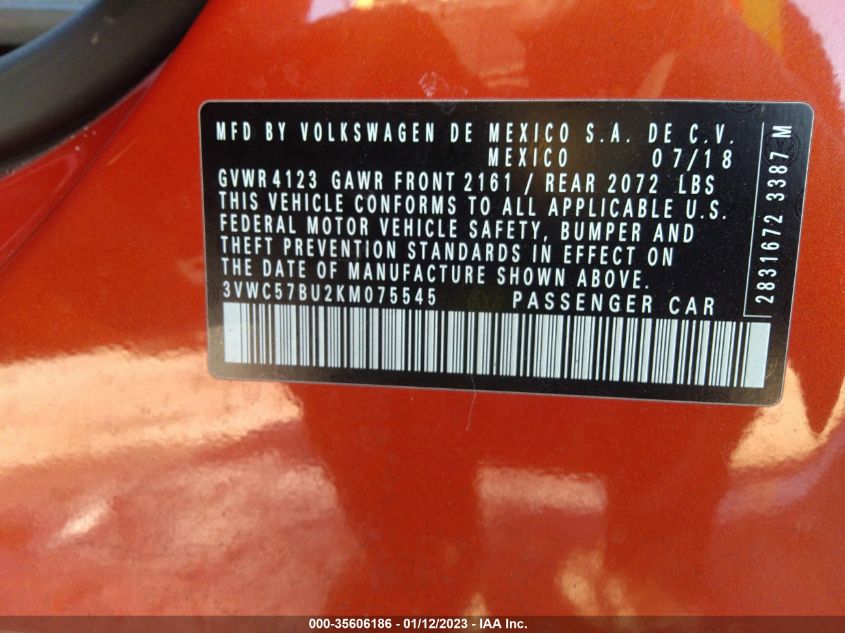 MFD BY VOLKSWAGEN DE MEXICO S.A. DE C.V.
MEXICO 07/18
GVWR 4123 GAWR FRONT 2161 / REAR 2072 LBS
THIS VEHICLE CONFORMS TO ALL APPLICABLE U.S.
FEDERAL MOTOR VEHICLE SAFETY, BUMPER AND
THEFT PREVENTION STANDARDS IN EFFECT ON
THE DATE OF MANUFACTURE SHOWN ABOVE.
3VWC57BU2KM075545 PASSENGER CAR
2831672 3387 M
000-35606186 - 01/12/2023 - IAA Inc.